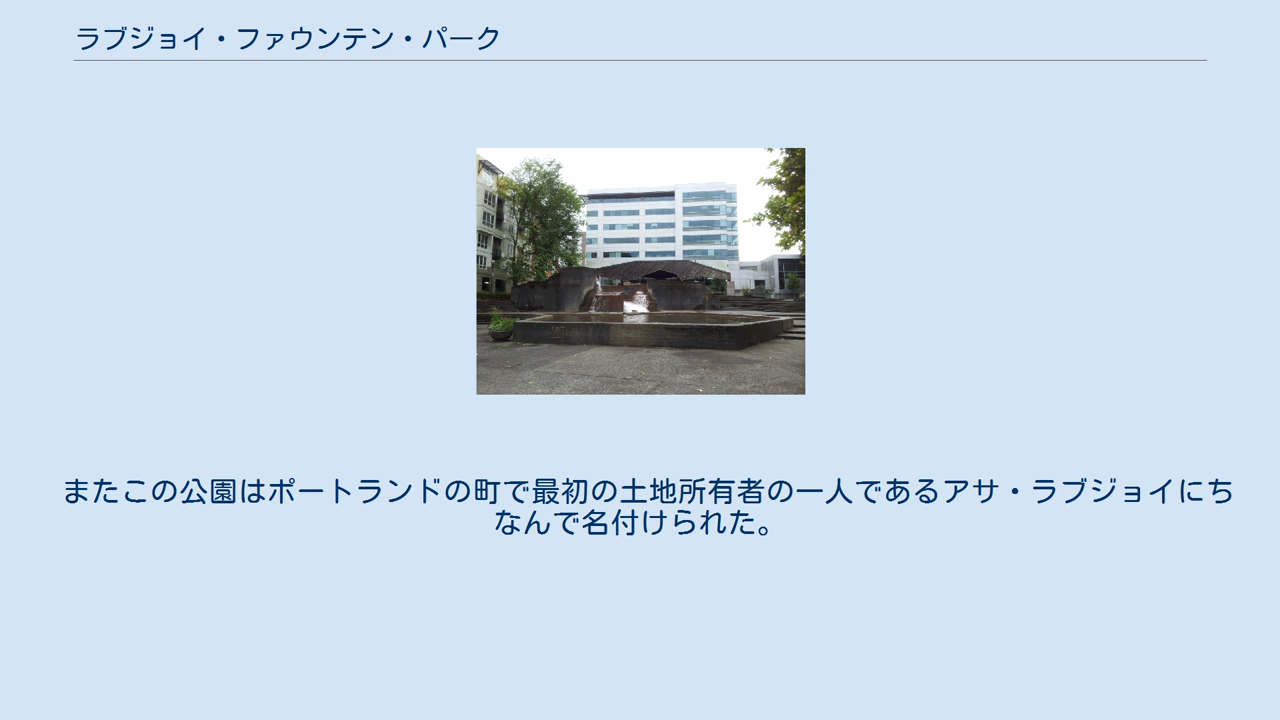 ラブジョイ・ファウンテン・パーク
またこの公園はポートランドの町で最初の土地所有者の一人であるアサ・ラブジョイにち
なんで名付けられた。